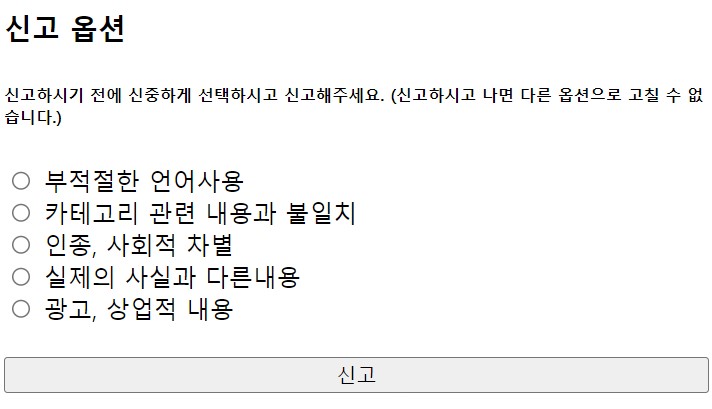 신고 옵션
신고하시기 전에 신중하게 선택하시고 신고해주세요. (신고하시고 나면 다른 옵션으로 고칠 수 없
습니다.)
부적절한 언어사용
카테고리 관련 내용과 불일치
인종, 사회적 차별
실제의 사실과 다른내용
광고, 상업적 내용
신고